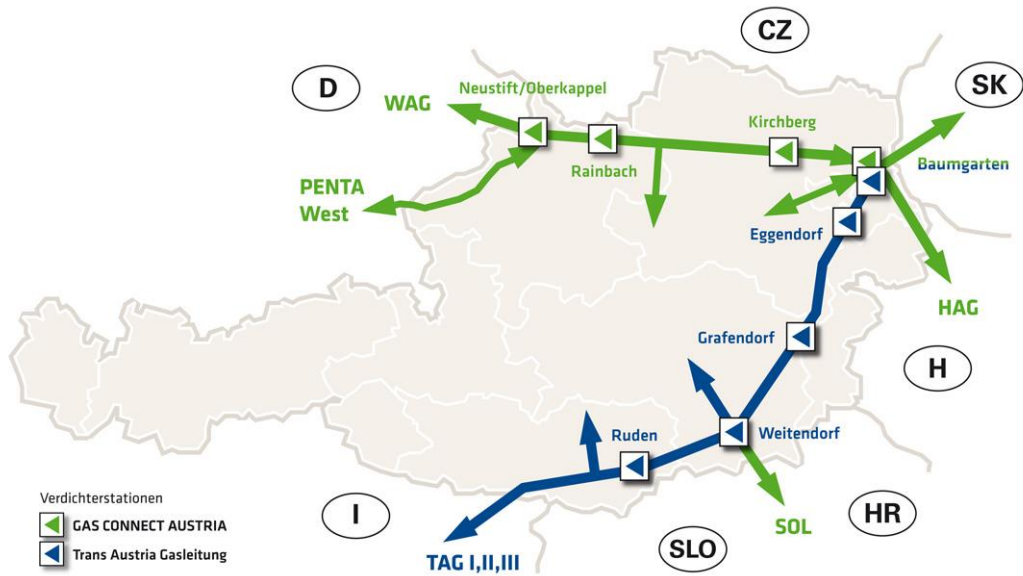 CZ
D
SK
Neustift/Oberkappel
WAG
Kirchberg
Baumgarten
Rainbach
PENTA
West
Eggendorf
HAG
Grafendorf
H
Ruden
Weitendorf
Verdichterstationen
GAS CONNECT AUSTRIA
Trans Austria Gasleitung
I
TAG I,II,III
SLO
SOL
HR